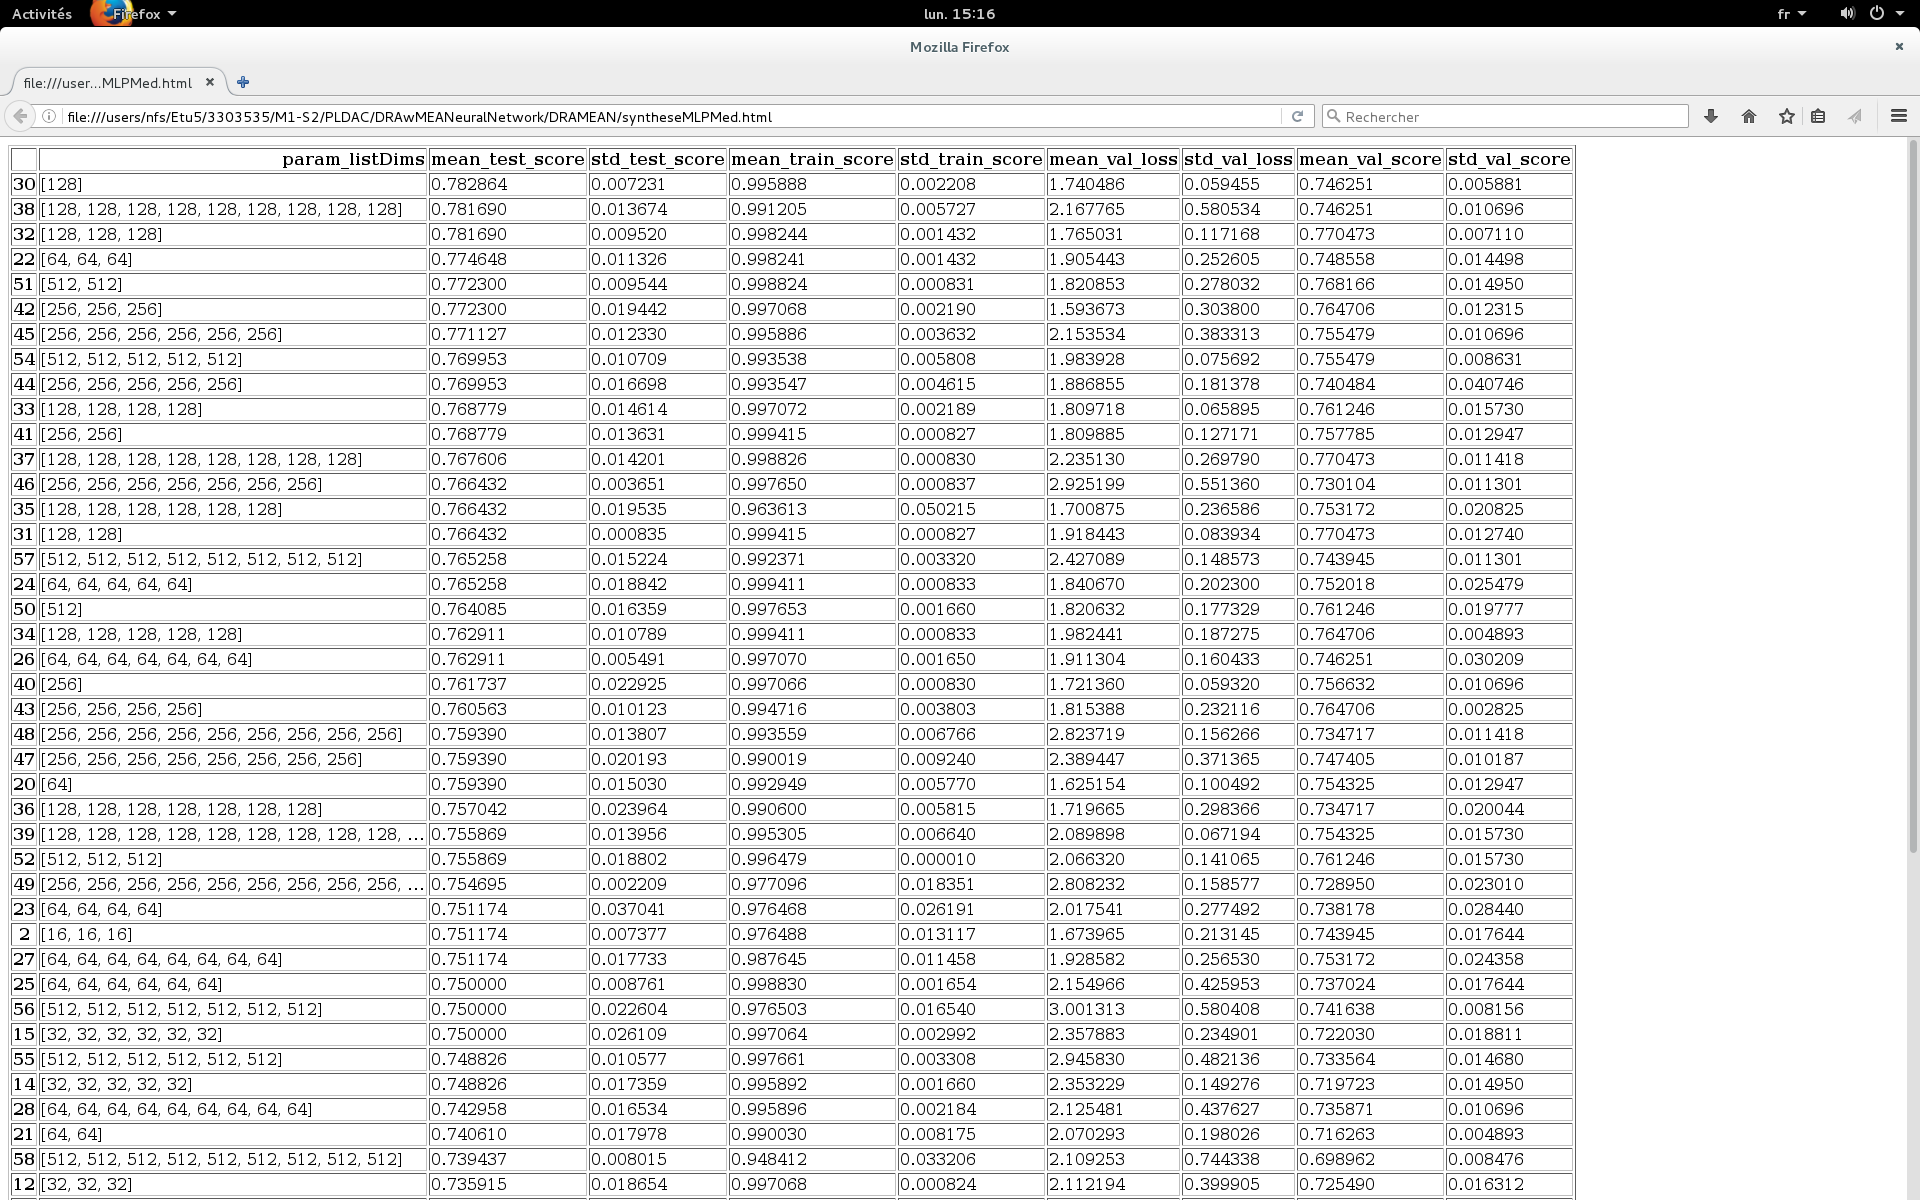 Activités Firefox lun. 15:16 fr
Mozilla Firefox
file:///user...MLPMed.html
file:///users/nfs/Etu5/3303535/M1-S2/PLDAC/DRAwMEANeuralNetwork/DRAMEAN/syntheseMLPMed.html Rechercher
param_listDims mean_test_score std_test_score mean_train_score std_train_score mean_val_loss std_val_loss mean_val_score std_val_score
30 [128] 0.782864 0.007231 0.995888 0.002208 1.740486 0.059455 0.746251 0.005881
38 [128, 128, 128, 128, 128, 128, 128, 128, 128] 0.781690 0.013674 0.991205 0.005727 2.167765 0.580534 0.746251 0.010696
32 [128, 128, 128] 0.781690 0.009520 0.998244 0.001432 1.765031 0.117168 0.770473 0.007110
22 [64, 64, 64] 0.774648 0.011326 0.998241 0.001432 1.905443 0.252605 0.748558 0.014498
51 [512, 512] 0.772300 0.009544 0.998824 0.000831 1.820853 0.278032 0.768166 0.014950
42 [256, 256, 256] 0.772300 0.019442 0.997068 0.002190 1.593673 0.303800 0.764706 0.012315
45 [256, 256, 256, 256, 256, 256] 0.771127 0.012330 0.995886 0.003632 2.153534 0.383313 0.755479 0.010696
54 [512, 512, 512, 512, 512] 0.769953 0.010709 0.993538 0.005808 1.983928 0.075692 0.755479 0.008631
44 [256, 256, 256, 256, 256] 0.769953 0.016698 0.993547 0.004615 1.886855 0.181378 0.740484 0.040746
33 [128, 128, 128, 128] 0.768779 0.014614 0.997072 0.002189 1.809718 0.065895 0.761246 0.015730
41 [256, 256] 0.768779 0.013631 0.999415 0.000827 1.809885 0.127171 0.757785 0.012947
37 [128, 128, 128, 128, 128, 128, 128, 128] 0.767606 0.014201 0.998826 0.000830 2.235130 0.269790 0.770473 0.011418
46 [256, 256, 256, 256, 256, 256, 256] 0.766432 0.003651 0.997650 0.000837 2.925199 0.551360 0.730104 0.011301
35 [128, 128, 128, 128, 128, 128] 0.766432 0.019535 0.963613 0.050215 1.700875 0.236586 0.753172 0.020825
31 [128, 128] 0.766432 0.000835 0.999415 0.000827 1.918443 0.083934 0.770473 0.012740
57 [512, 512, 512, 512, 512, 512, 512, 512] 0.765258 0.015224 0.992371 0.003320 2.427089 0.148573 0.743945 0.011301
24 [64, 64, 64, 64, 64] 0.765258 0.018842 0.999411 0.000833 1.840670 0.202300 0.752018 0.025479
50 [512] 0.764085 0.016359 0.997653 0.001660 1.820632 0.177329 0.761246 0.019777
34 [128, 128, 128, 128, 128] 0.762911 0.010789 0.999411 0.000833 1.982441 0.187275 0.764706 0.004893
26 [64, 64, 64, 64, 64, 64, 64] 0.762911 0.005491 0.997070 0.001650 1.911304 0.160433 0.746251 0.030209
40 [256] 0.761737 0.022925 0.997066 0.000830 1.721360 0.059320 0.756632 0.010696
43 [256, 256, 256, 256] 0.760563 0.010123 0.994716 0.003803 1.815388 0.232116 0.764706 0.002825
48 [256, 256, 256, 256, 256, 256, 256, 256, 256] 0.759390 0.013807 0.993559 0.006766 2.823719 0.156266 0.734717 0.011418
47 [256, 256, 256, 256, 256, 256, 256, 256] 0.759390 0.020193 0.990019 0.009240 2.389447 0.371365 0.747405 0.010187
20 [64] 0.759390 0.015030 0.992949 0.005770 1.625154 0.100492 0.754325 0.012947
36 [128, 128, 128, 128, 128, 128, 128] 0.757042 0.023964 0.990600 0.005815 1.719665 0.298366 0.734717 0.020044
39 [128, 128, 128, 128, 128, 128, 128, 128, 128, ... 0.755869 0.013956 0.995305 0.006640 2.089898 0.067194 0.754325 0.015730
52 [512, 512, 512] 0.755869 0.018802 0.996479 0.000010 2.066320 0.141065 0.761246 0.015730
49 [256, 256, 256, 256, 256, 256, 256, 256, 256, ... 0.754695 0.002209 0.977096 0.018351 2.808232 0.158577 0.728950 0.023010
23 [64, 64, 64, 64] 0.751174 0.037041 0.976468 0.026191 2.017541 0.277492 0.738178 0.028440
2 [16, 16, 16] 0.751174 0.007377 0.976488 0.013117 1.673965 0.213145 0.743945 0.017644
27 [64, 64, 64, 64, 64, 64, 64, 64] 0.751174 0.017733 0.987645 0.011458 1.928582 0.256530 0.753172 0.024358
25 [64, 64, 64, 64, 64, 64] 0.750000 0.008761 0.998830 0.001654 2.154966 0.425953 0.737024 0.017644
56 [512, 512, 512, 512, 512, 512, 512] 0.750000 0.022604 0.976503 0.016540 3.001313 0.580408 0.741638 0.008156
15 [32, 32, 32, 32, 32, 32] 0.750000 0.026109 0.997064 0.002992 2.357883 0.234901 0.722030 0.018811
55 [512, 512, 512, 512, 512, 512] 0.748826 0.010577 0.997661 0.003308 2.945830 0.482136 0.733564 0.014680
14 [32, 32, 32, 32, 32] 0.748826 0.017359 0.995892 0.001660 2.353229 0.149276 0.719723 0.014950
28 [64, 64, 64, 64, 64, 64, 64, 64, 64] 0.742958 0.016534 0.995896 0.002184 2.125481 0.437627 0.735871 0.010696
21 [64, 64] 0.740610 0.017978 0.990030 0.008175 2.070293 0.198026 0.716263 0.004893
58 [512, 512, 512, 512, 512, 512, 512, 512, 512] 0.739437 0.008015 0.948412 0.033206 2.109253 0.744338 0.698962 0.008476
12 [32, 32, 32] 0.735915 0.018654 0.997068 0.000824 2.112194 0.399905 0.725490 0.016312